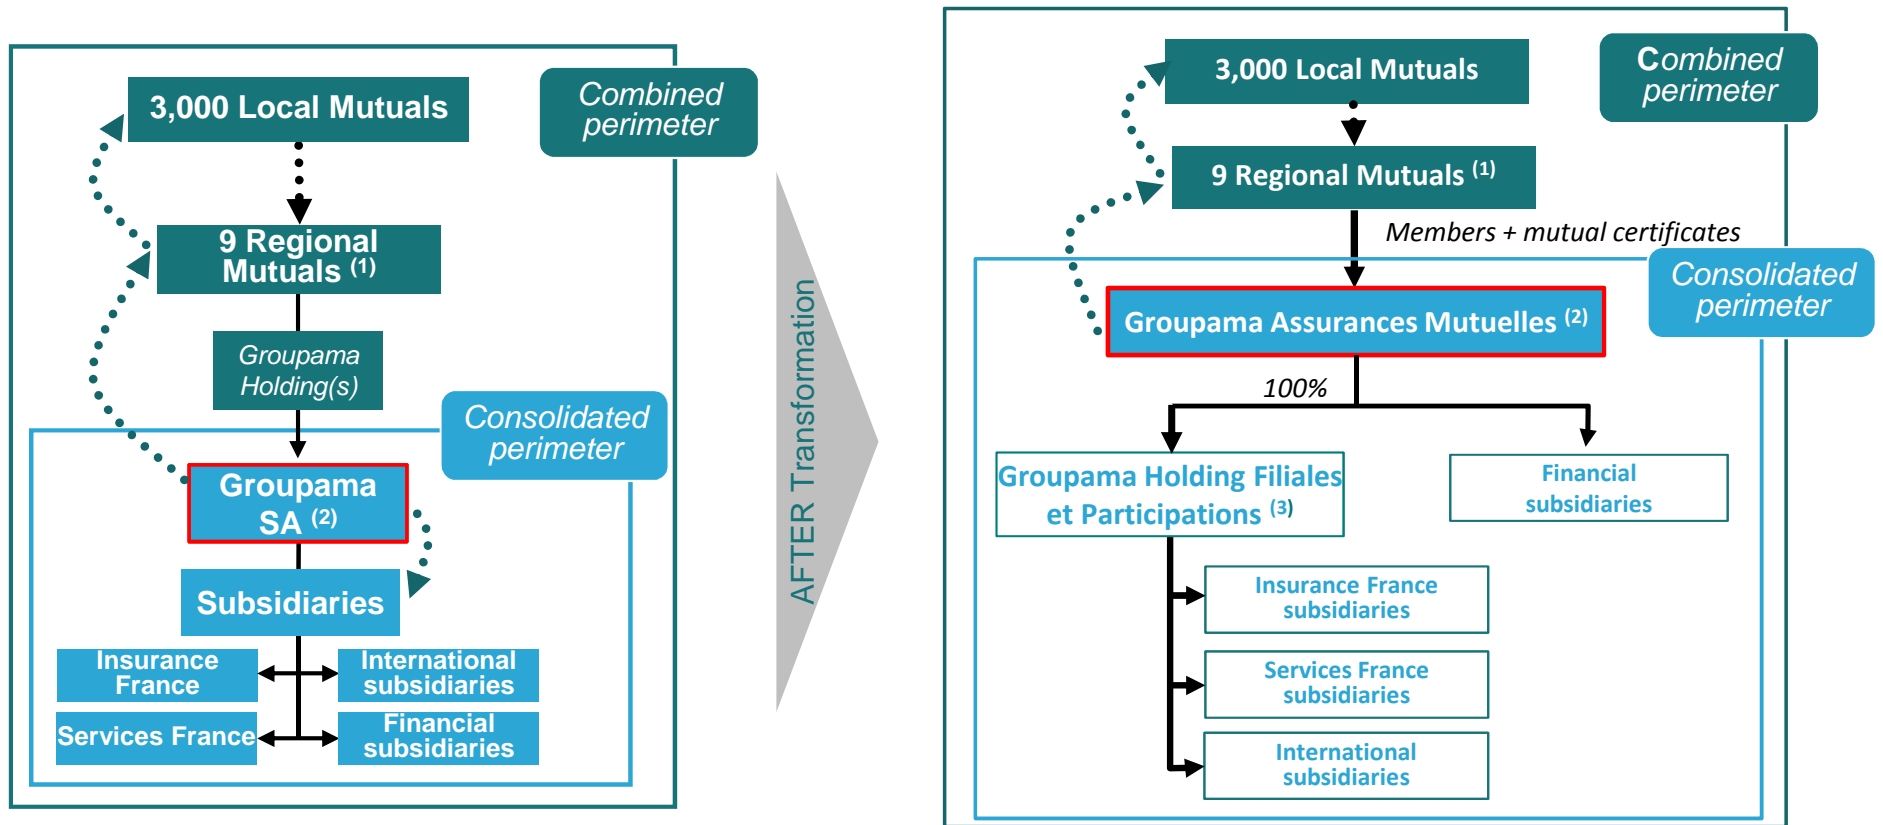 3,000 Local Mutuals
Combined
perimeter
9 Regional
Mutuals (1)
Groupama
Holding(s)
Consolidated
perimeter
Groupama
SA (2)
Subsidiaries
Insurance
France
International
subsidiaries
Services France
Financial
subsidiaries
AFTER Transformation
3,000 Local Mutuals
Combined
perimeter
9 Regional Mutuals (1)
Members + mutual certificates
Consolidated
perimeter
Groupama Assurances Mutuelles (2)
100%
Groupama Holding Filiales
et Participations (3)
Financial
subsidiaries
Insurance France
subsidiaries
Services France
subsidiaries
International
subsidiaries